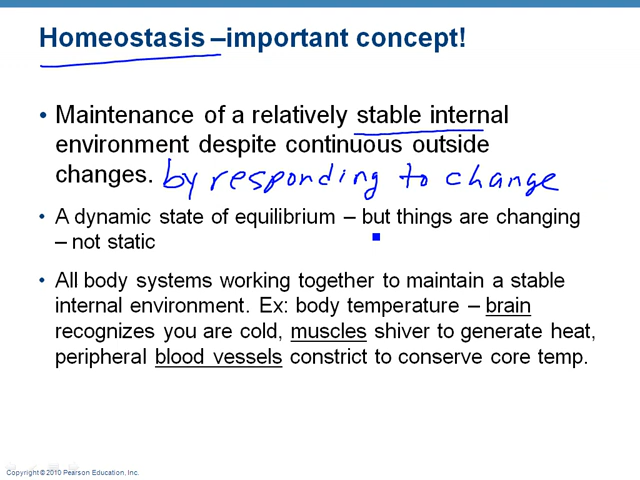 Homeostasis –important concept!
• Maintenance of a relatively stable internal
environment despite continuous outside
changes. by responding to change
• A dynamic state of equilibrium – but things are changing
– not static
• All body systems working together to maintain a stable
internal environment. Ex: body temperature – brain
recognizes you are cold, muscles shiver to generate heat,
peripheral blood vessels constrict to conserve core temp.
Copyright © 2010 Pearson Education, Inc.